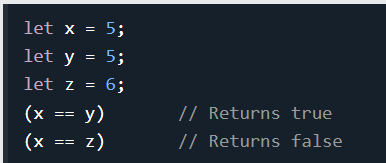 let x = 5;
let y = 5;
let z = 6;
(x == y)       // Returns true
(x == z)       // Returns false